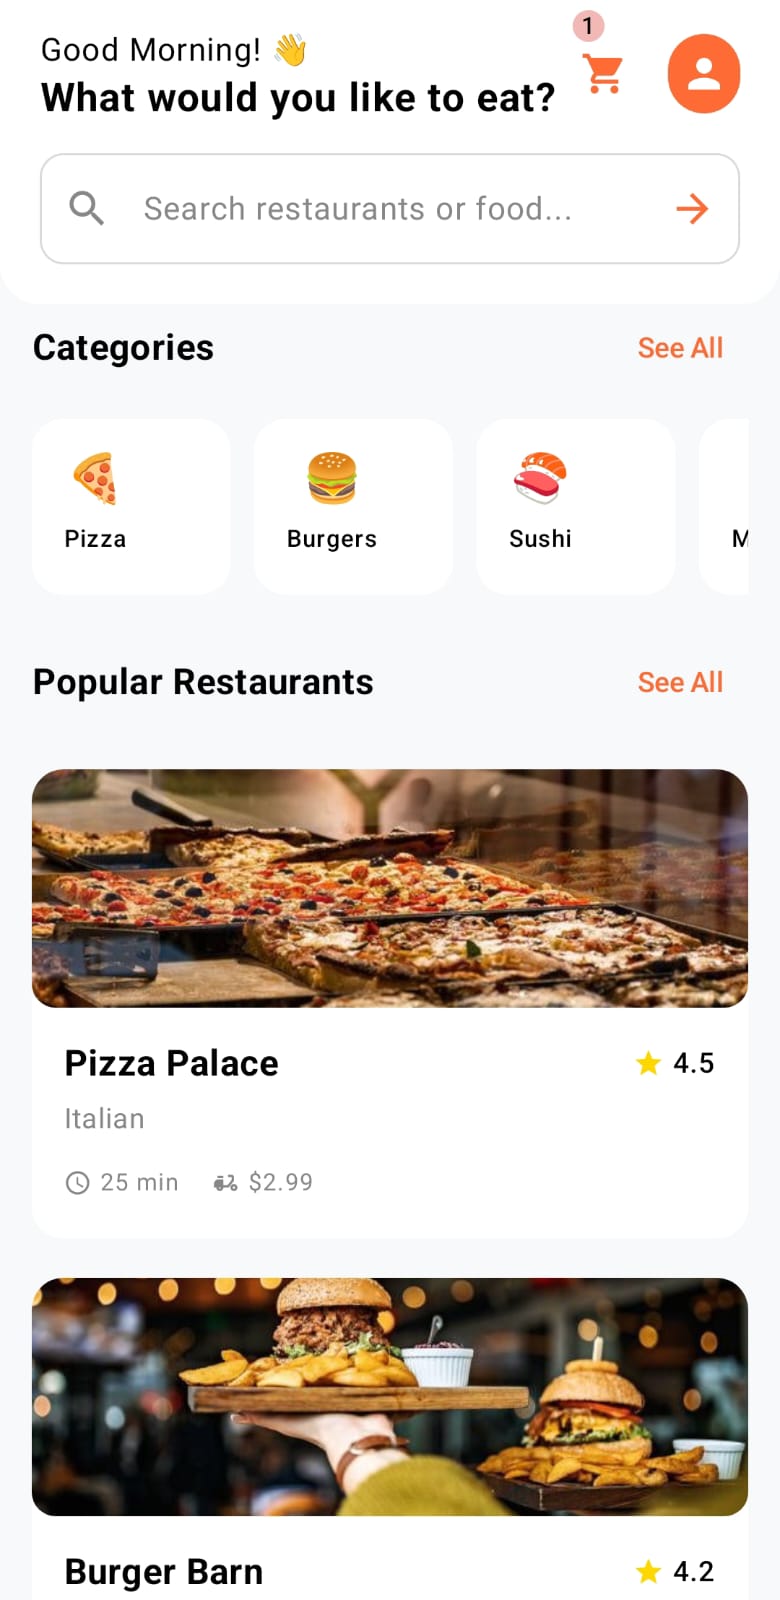 Good Morning! 👋
1
What would you like to eat?
Search restaurants or food...
Categories
See All
Pizza
Burgers
Sushi
Popular Restaurants
See All
Pizza Palace
4.5
Italian
25 min
$2.99
Burger Barn
4.2